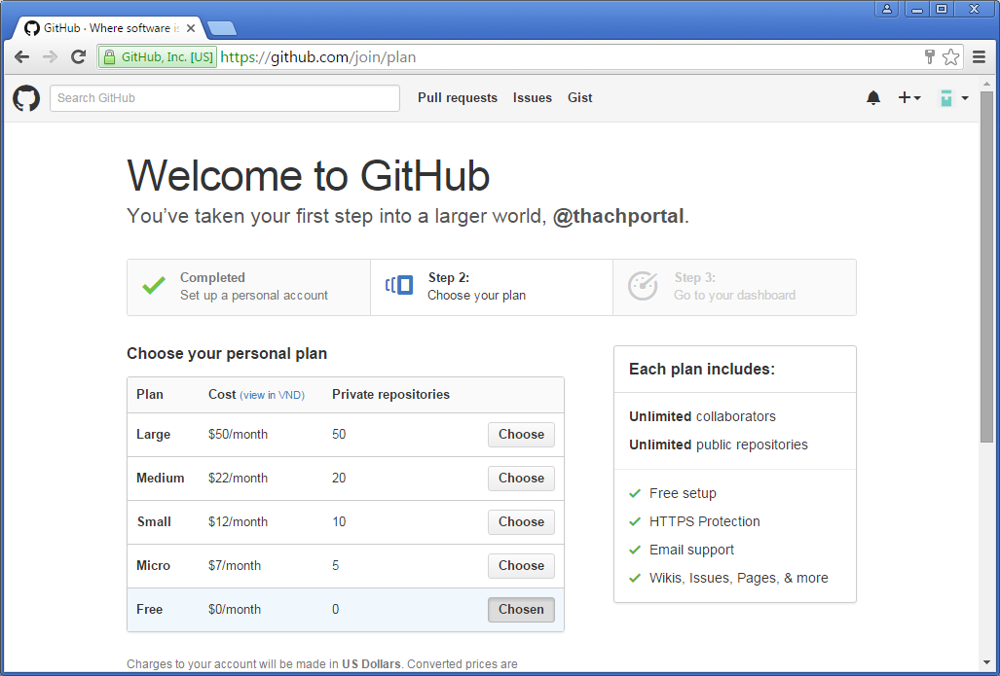 GitHub · Where software is
GitHub, Inc. [US] https://github.com/join/plan
Search GitHub Pull requests Issues Gist
Welcome to GitHub
You've taken your first step into a larger world, @thachportal.
Completed
Set up a personal account
Step 2:
Choose your plan
Step 3:
Go to your dashboard
Choose your personal plan
Plan Cost (view in VND) Private repositories
Large $50/month 50 Choose
Medium $22/month 20 Choose
Small $12/month 10 Choose
Micro $7/month 5 Choose
Free $0/month 0 Chosen
Charges to your account will be made in US Dollars. Converted prices are
Each plan includes:
Unlimited collaborators
Unlimited public repositories
Free setup
HTTPS Protection
Email support
Wikis, Issues, Pages, & more